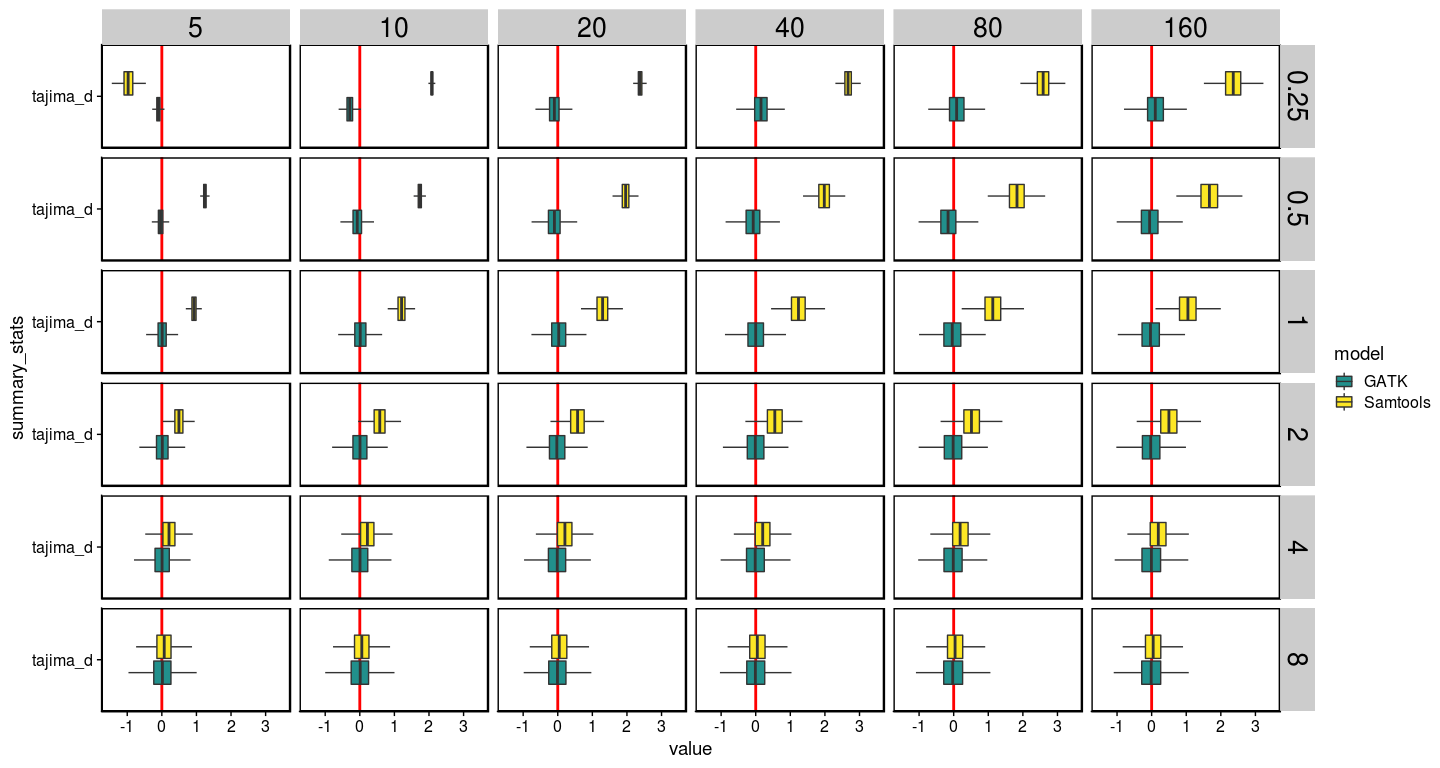 5 10 20 40 80 160
tajima_d 0.25
tajima_d 0.5
tajima_d 1
tajima_d 2
tajima_d 4
tajima_d 8
summary_stats
-1 0 1 2 3 -1 0 1 2 3 -1 0 1 2 3 -1 0 1 2 3 -1 0 1 2 3 -1 0 1 2 3
value
model
GATK
Samtools